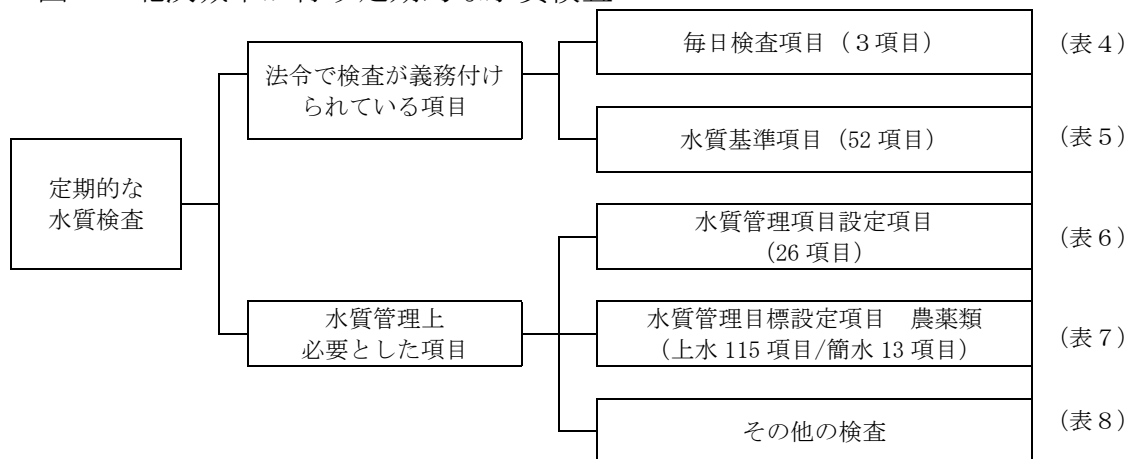 毎日検査項目（３項目）
（表４）
法令で検査が義務付け
られている項目
水質基準項目（52 項目）
（表５）
定期的な
水質検査
水質管理項目設定項目
（26 項目）
（表６）
水質管理上
必要とした項目
水質管理目標設定項目　農薬類
（上水 115 項目/簡水 13 項目）
（表７）
その他の検査
（表８）